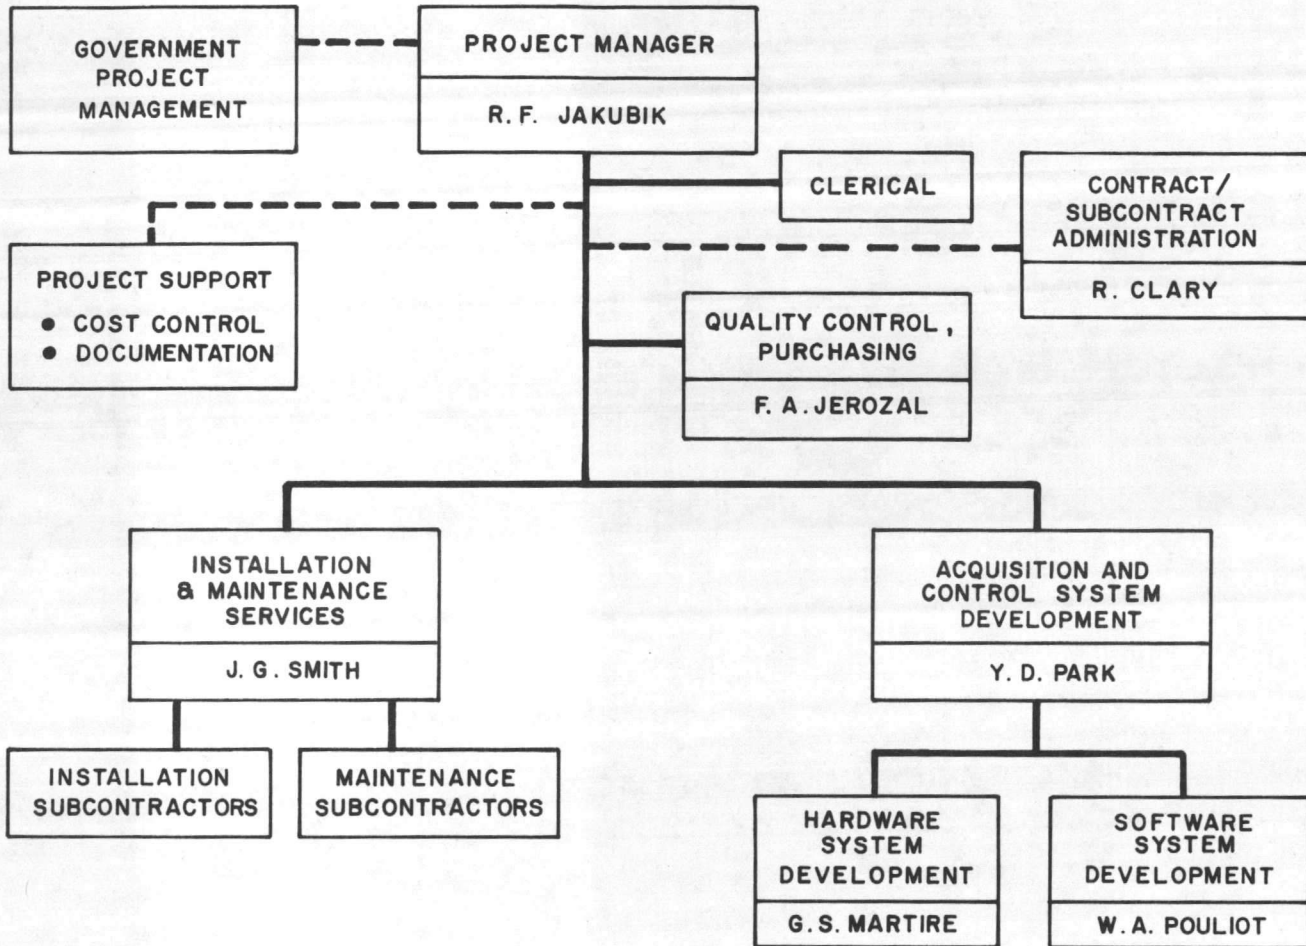 GOVERNMENT
PROJECT
MANAGEMENT
PROJECT MANAGER
R. F. JAKUBIK
CLERICAL
CONTRACT/
SUBCONTRACT
ADMINISTRATION
R. CLARY
PROJECT SUPPORT
• COST CONTROL
• DOCUMENTATION
QUALITY CONTROL,
PURCHASING
F. A. JEROZAL
INSTALLATION
& MAINTENANCE
SERVICES
J. G. SMITH
ACQUISITION AND
CONTROL SYSTEM
DEVELOPMENT
Y. D. PARK
INSTALLATION
SUBCONTRACTORS
MAINTENANCE
SUBCONTRACTORS
HARDWARE
SYSTEM
DEVELOPMENT
G. S. MARTIRE
SOFTWARE
SYSTEM
DEVELOPMENT
W. A. POULIOT